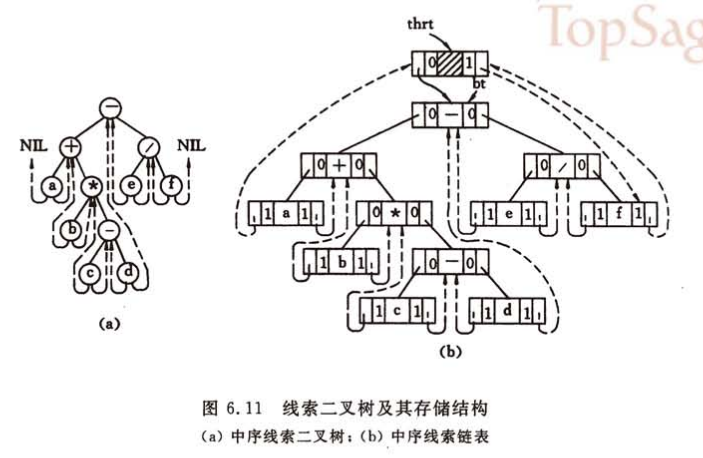 TopSag
thrt
0 1
bt
0 − 0
−
NIL + / NIL
0 + 0
0 / 0
a * e f
1 a 1
0 * 0
1 e 1
1 f 1
b −
1 b 1
0 − 0
c d
1 c 1
1 d 1
(a)
(b)
图 6.11 线索二叉树及其存储结构
(a) 中序线索二叉树；(b) 中序线索链表